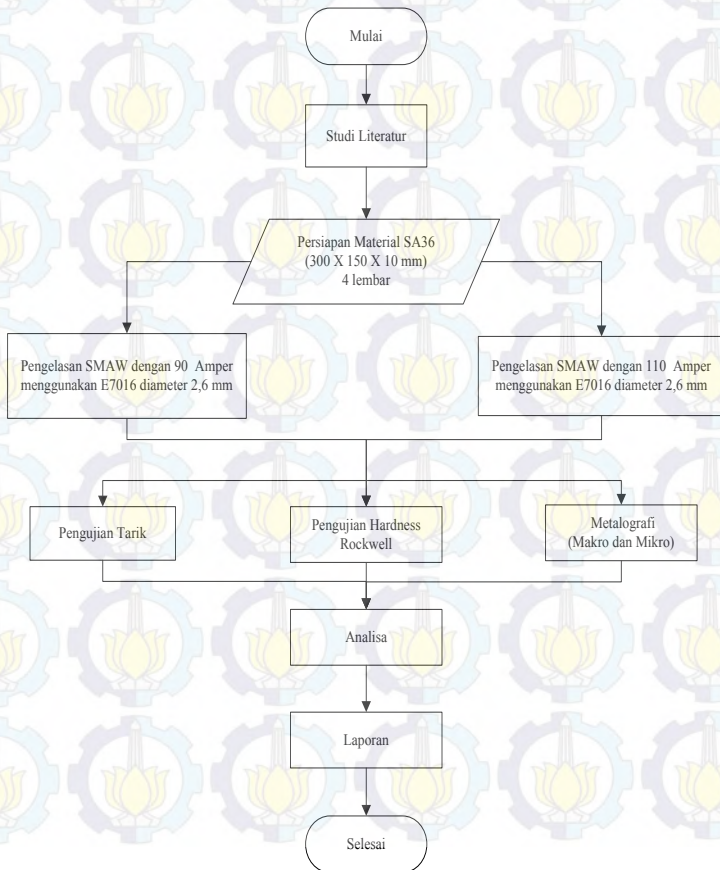 Mulai
Studi Literatur
Persiapan Material SA36
(300 X 150 X 10 mm)
4 lembar
Pengelasan SMAW dengan 90 Amper
menggunakan E7016 diameter 2,6 mm
Pengelasan SMAW dengan 110 Amper
menggunakan E7016 diameter 2,6 mm
Pengujian Tarik
Pengujian Hardness
Rockwell
Metalografi
(Makro dan Mikro)
Analisa
Laporan
Selesai